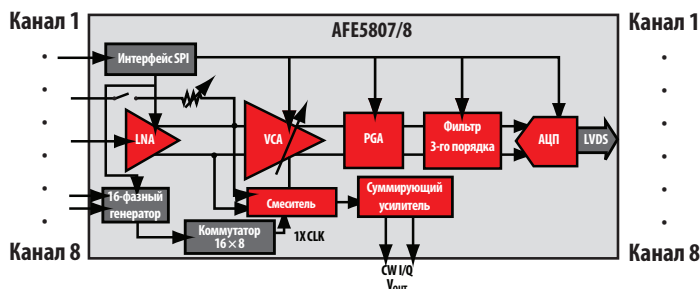 Канал 1
AFE5807/8
Канал 1
Интерфейс SPI
LNA
VCA
PGA
Фильтр
3-го порядка
АЦП
LVDS
16-фазный
генератор
Смеситель
Суммирующий
усилитель
Коммутатор
16 × 8
1X CLK
Канал 8
Канал 8
CW I/Q
VOUT